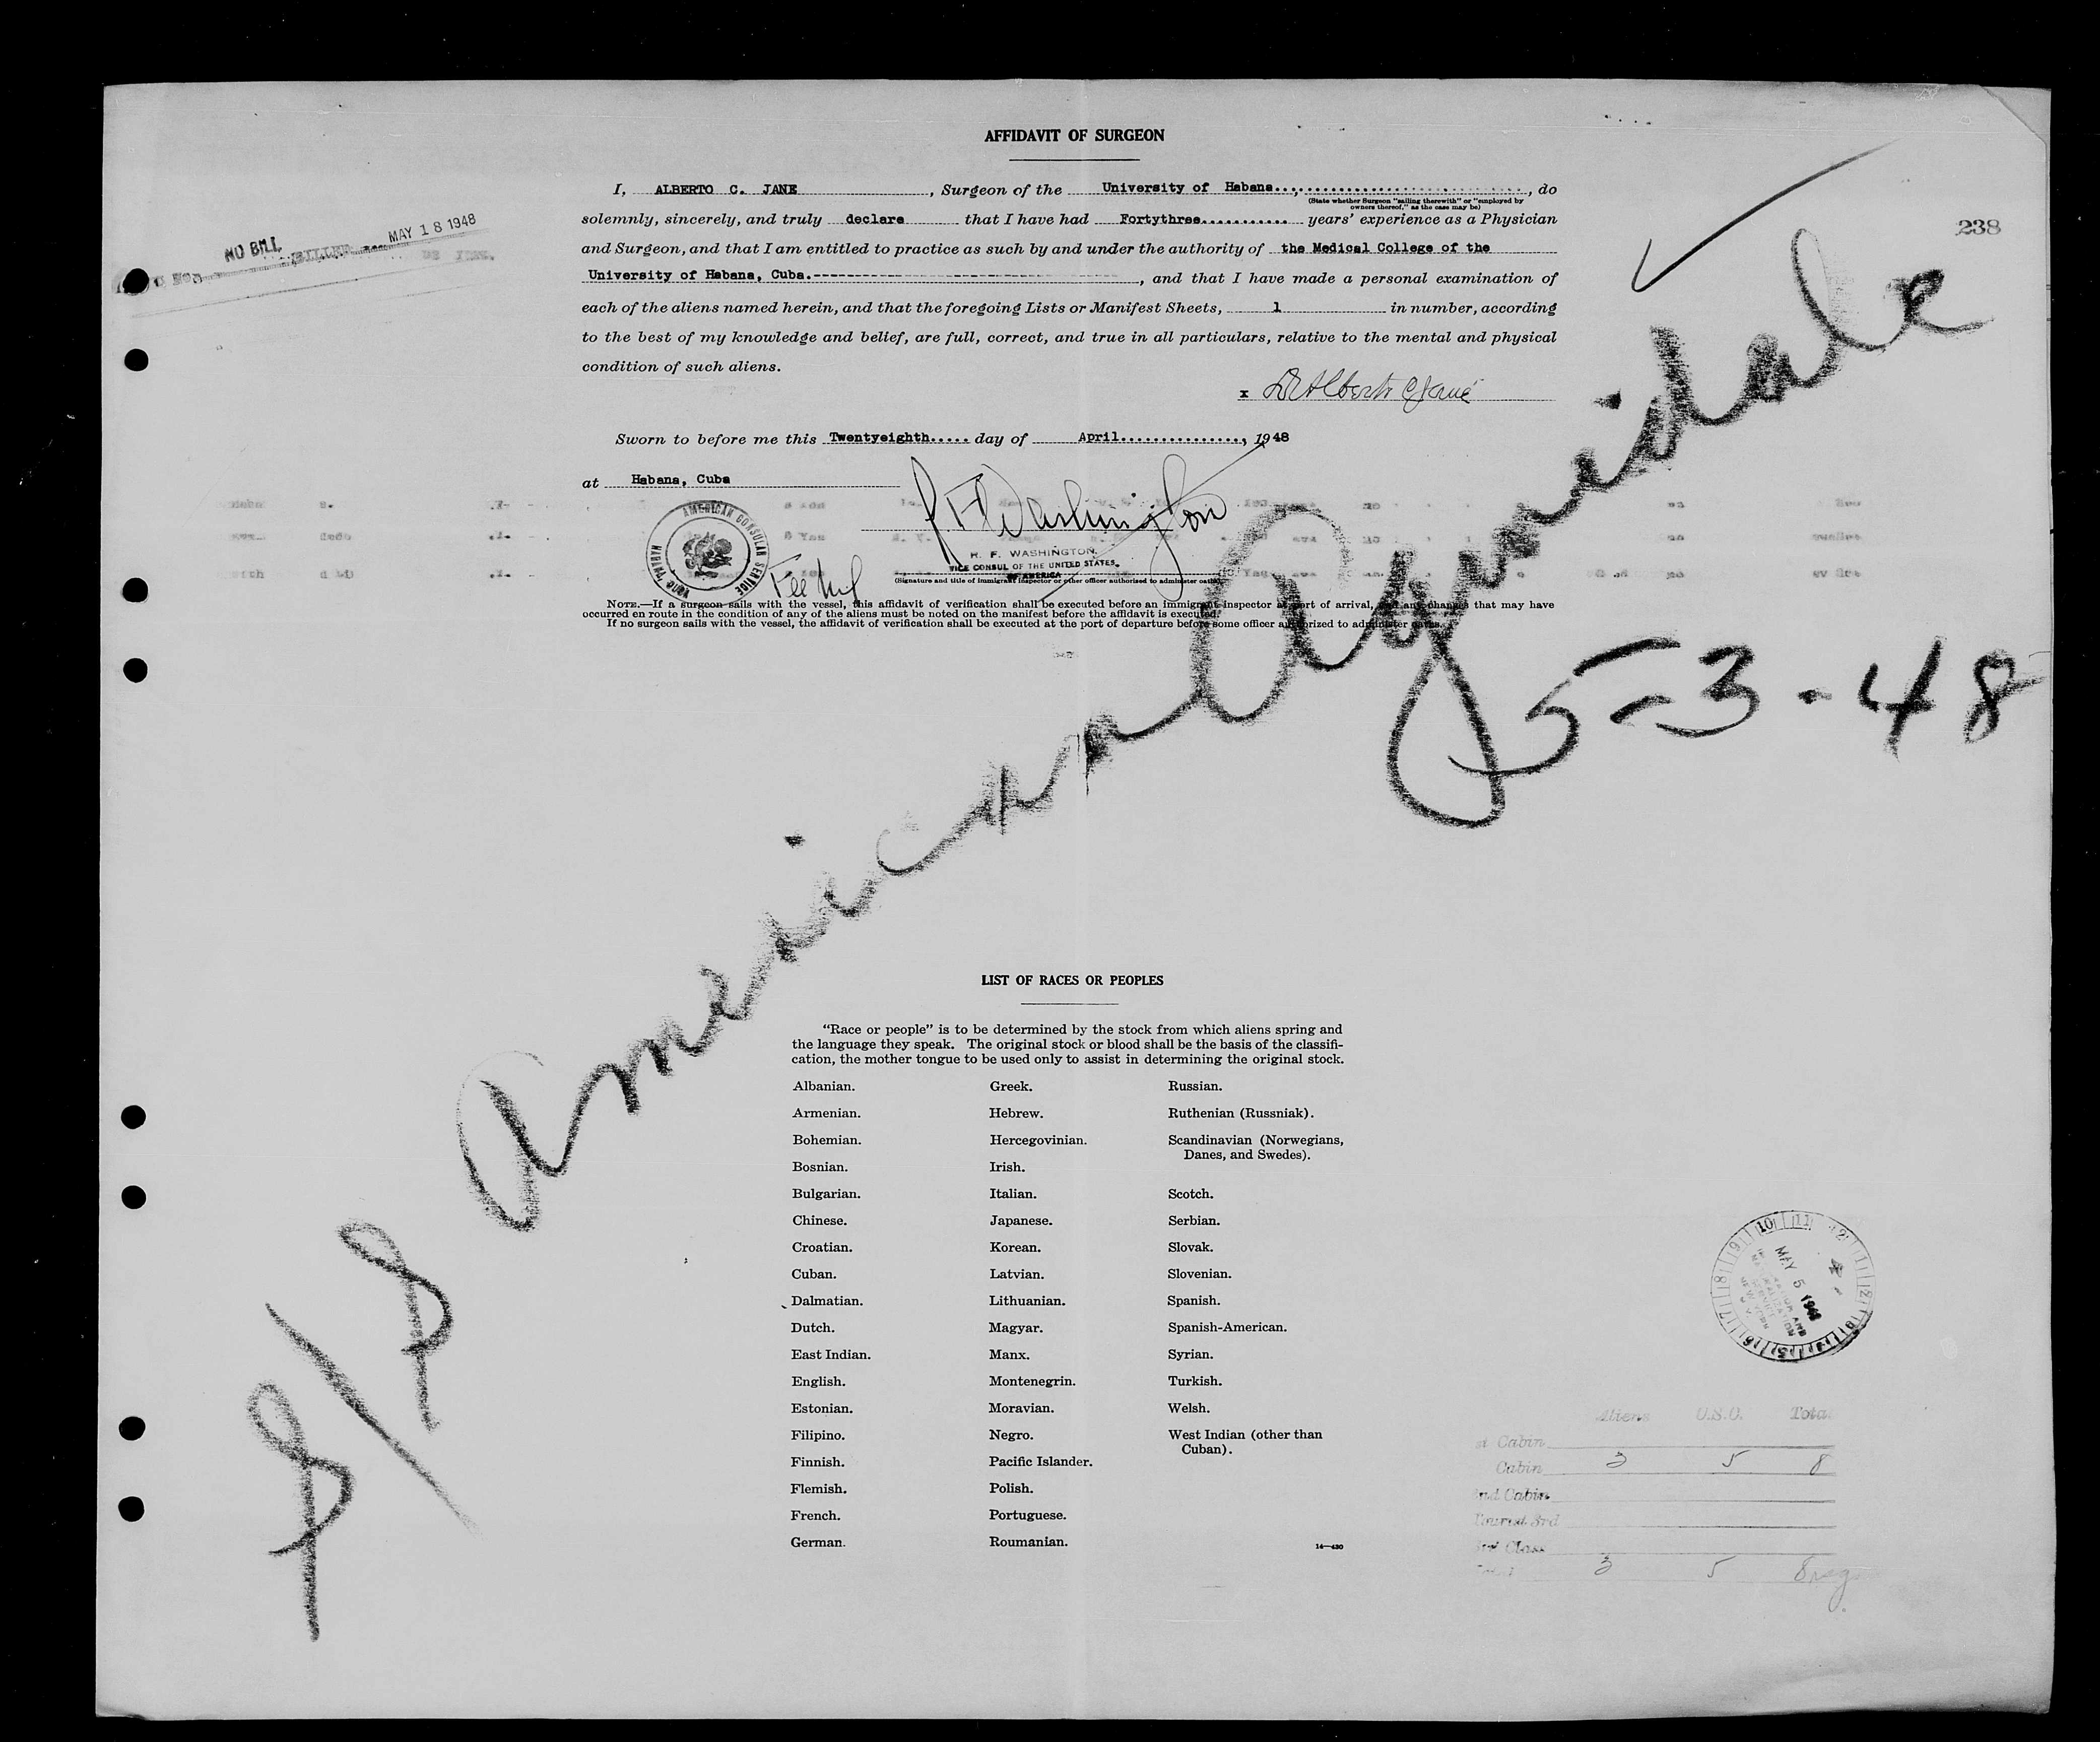 AFFIDAVIT OF SURGEON
I, ALBERTO C. JANE, Surgeon of the University of Habana..,, do
(State whether Surgeon "sailing therewith" or "employed by
owners thereof," as the case may be)
solemnly, sincerely, and truly declare that I have had Fortythree........... years' experience as a Physician
and Surgeon, and that I am entitled to practice as such by and under the authority of the Medical College of the
University of Habana, Cuba.-----, and that I have made a personal examination of
each of the aliens named herein, and that the foregoing Lists or Manifest Sheets, 1 in number, according
to the best of my knowledge and belief, are full, correct, and true in all particulars, relative to the mental and physical
condition of such aliens.
x Dr Alberto C Jané
Sworn to before me this Twentyeighth..... day of April................, 1948
at Habana, Cuba
R F Washington
AMERICAN CONSULAR SERVICE
R. F. WASHINGTON,
VICE CONSUL OF THE UNITED STATES
OF AMERICA
(Signature and title of immigrant inspector or other officer authorized to administer oaths)
NOTE.—If a surgeon sails with the vessel, this affidavit of verification shall be executed before an immigrant inspector at port of arrival, and any changes that may have
occurred en route in the condition of any of the aliens must be noted on the manifest before the affidavit is executed.
If no surgeon sails with the vessel, the affidavit of verification shall be executed at the port of departure before some officer authorized to administer oaths.
NO BILL
MAY 18 1948
238
S/S American Agwidale
5-3-48
LIST OF RACES OR PEOPLES
"Race or people" is to be determined by the stock from which aliens spring and
the language they speak. The original stock or blood shall be the basis of the classifi-
cation, the mother tongue to be used only to assist in determining the original stock.
Albanian.
Armenian.
Bohemian.
Bosnian.
Bulgarian.
Chinese.
Croatian.
Cuban.
Dalmatian.
Dutch.
East Indian.
English.
Estonian.
Filipino.
Finnish.
Flemish.
French.
German.
Greek.
Hebrew.
Hercegovinian.
Irish.
Italian.
Japanese.
Korean.
Latvian.
Lithuanian.
Magyar.
Manx.
Montenegrin.
Moravian.
Negro.
Pacific Islander.
Polish.
Portuguese.
Roumanian.
Russian.
Ruthenian (Russniak).
Scandinavian (Norwegians,
Danes, and Swedes).
Scotch.
Serbian.
Slovak.
Slovenian.
Spanish.
Spanish-American.
Syrian.
Turkish.
Welsh.
West Indian (other than
Cuban).
14—430
MAY 5 1948
Aliens U.S.C. Total
Cabin
Cabin 3 5 8
2nd Cabin
3rd
Class
3 5 8